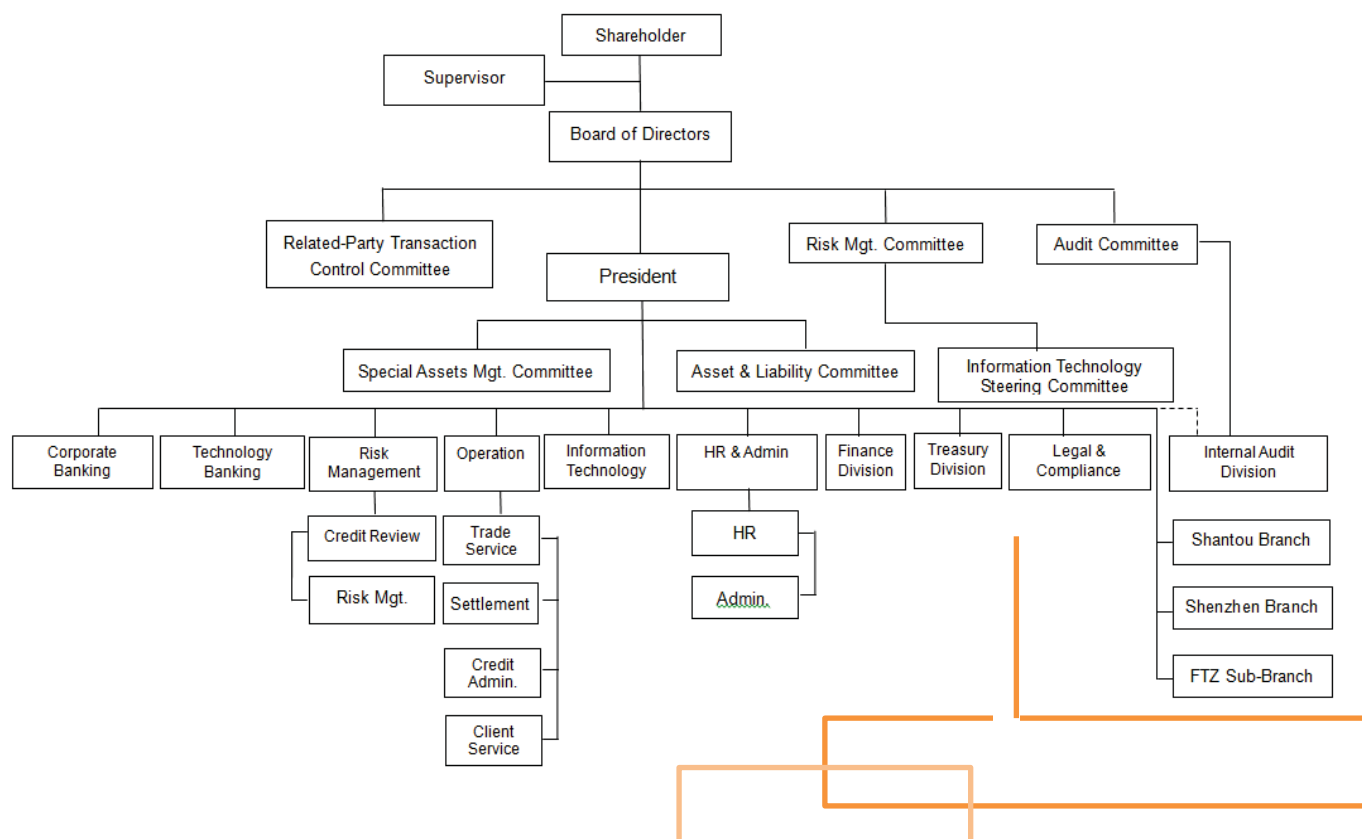 Shareholder
Supervisor
Board of Directors
Related-Party Transaction
Control Committee
Risk Mgt. Committee
Audit Committee
President
Special Assets Mgt. Committee
Asset & Liability Committee
Information Technology
Steering Committee
Corporate
Banking
Technology
Banking
Risk
Management
Operation
Information
Technology
HR & Admin
Finance
Division
Treasury
Division
Legal &
Compliance
Internal Audit
Division
Credit Review
Risk Mgt.
Trade
Service
Settlement
Credit
Admin.
Client
Service
HR
Admin.
Shantou Branch
Shenzhen Branch
FTZ Sub-Branch